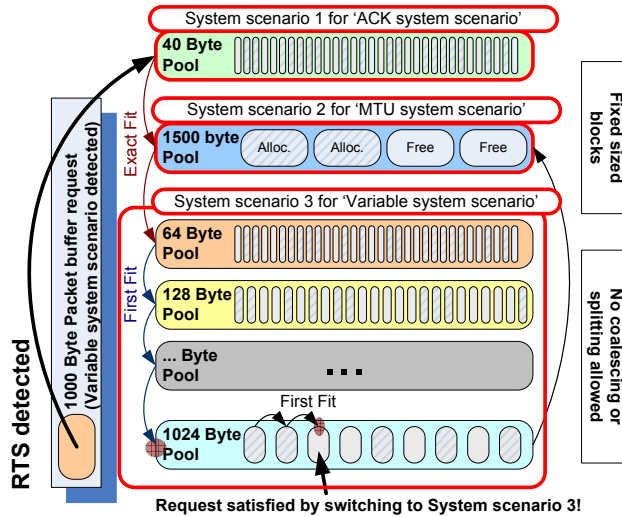 System scenario 1 for ‘ACK system scenario’
40 Byte
Pool
System scenario 2 for ‘MTU system scenario’
1500 byte
Pool
Alloc.
Alloc.
Free
Free
System scenario 3 for ‘Variable system scenario’
64 Byte
Pool
128 Byte
Pool
... Byte
Pool
...
1024 Byte
Pool
First Fit
Request satisfied by switching to System scenario 3!
Exact Fit
First Fit
RTS detected
1000 Byte Packet buffer request
(Variable system scenario detected)
Fixed sized
blocks
No coalescing or
splitting allowed